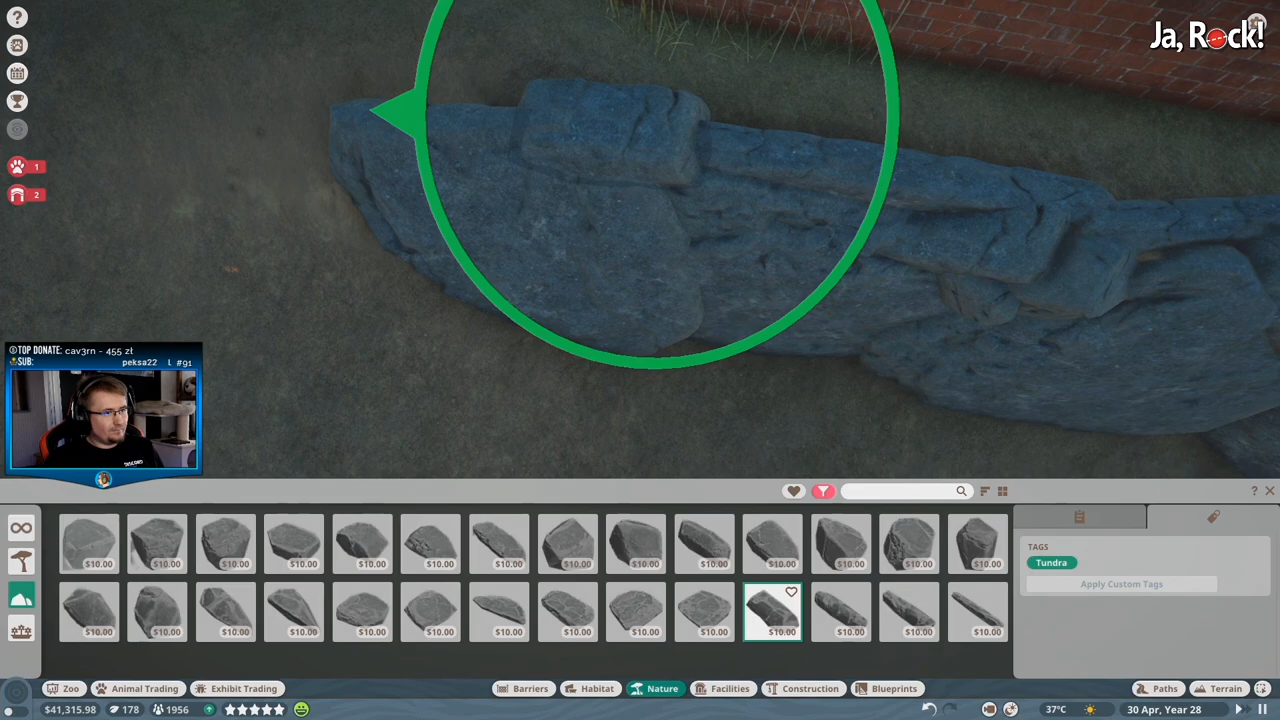 ?
Ja, Rock!
1
2
TOP DONATE: cav3rn - 455 zł
SUB: peksa22 l #91
? ×
$10.00 $10.00 $10.00 $10.00 $10.00 $10.00 $10.00 $10.00 $10.00 $10.00 $10.00 $10.00 $10.00 $10.00
TAGS
Tundra
Apply Custom Tags
$10.00 $10.00 $10.00 $10.00 $10.00 $10.00 $10.00 $10.00 $10.00 $10.00 $10.00 $10.00 $10.00 $10.00
Zoo Animal Trading Exhibit Trading Barriers Habitat Nature Facilities Construction Blueprints Paths Terrain
$41,315.98 178 1956 37°C 30 Apr, Year 28